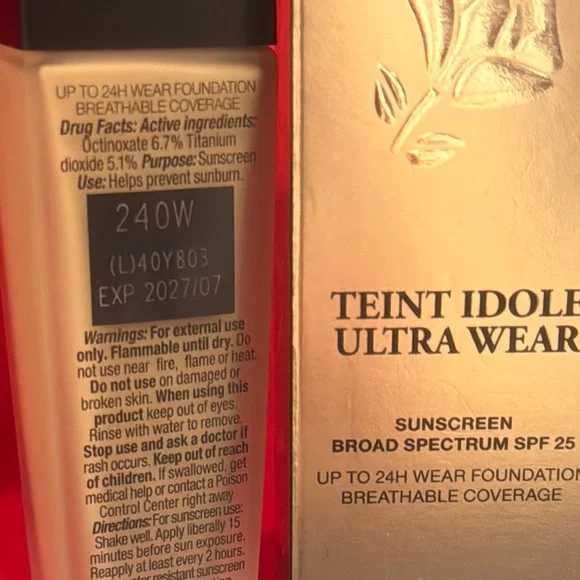 UP TO 24H WEAR FOUNDATION
BREATHABLE COVERAGE
Drug Facts: Active ingredients:
Octinoxate 6.7% Titanium
dioxide 5.1% Purpose: Sunscreen
Use: Helps prevent sunburn.
240W
(L)40Y803
EXP 2027/07
Warnings: For external use
only. Flammable until dry. Do
not use near fire, flame or heat.
Do not use on damaged or
broken skin. When using this
product keep out of eyes.
Rinse with water to remove.
Stop use and ask a doctor if
rash occurs. Keep out of reach
of children. If swallowed, get
medical help or contact a Poison
Control Center right away.
Directions: For sunscreen use:
Shake well. Apply liberally 15
minutes before sun exposure.
Reapply at least every 2 hours.
resistant sunscreen
TEINT IDOLE
ULTRA WEAR
SUNSCREEN
BROAD SPECTRUM SPF 25
UP TO 24H WEAR FOUNDATION
BREATHABLE COVERAGE